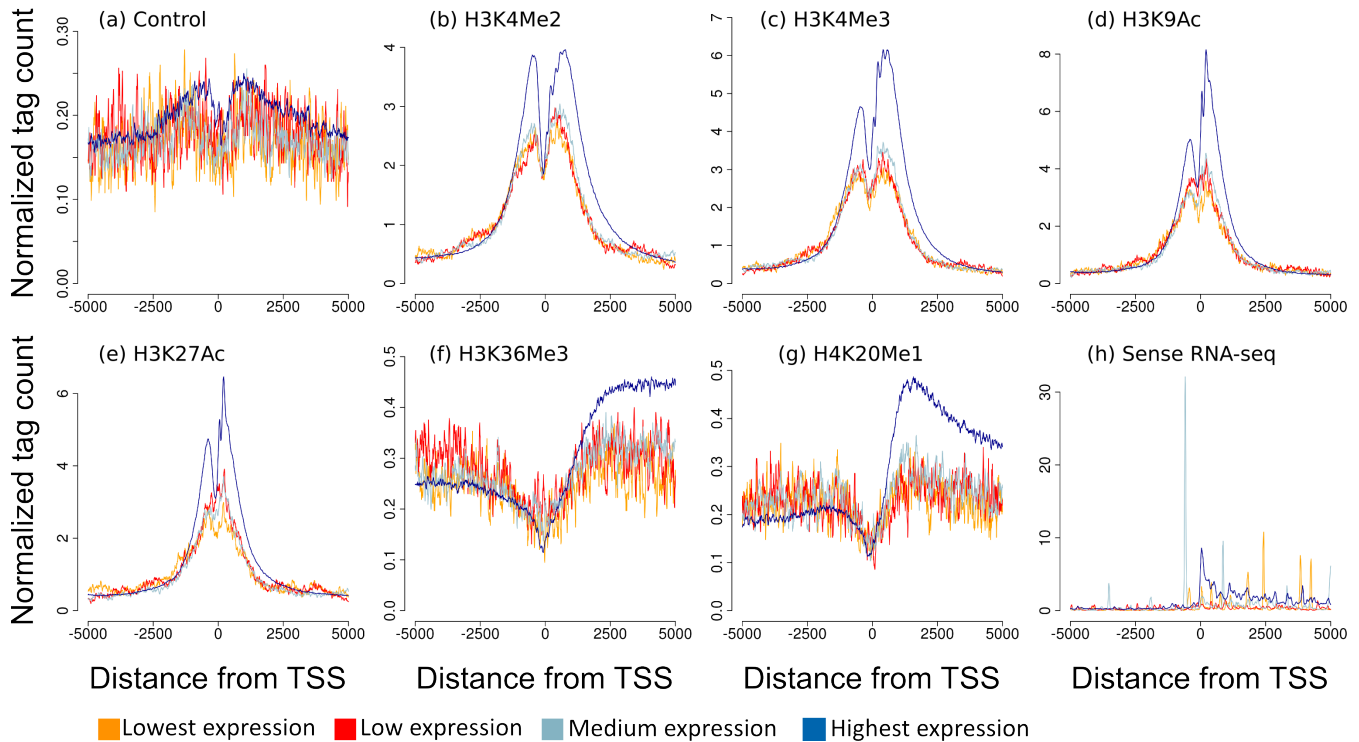 (a) Control
(b) H3K4Me2
(c) H3K4Me3
(d) H3K9Ac
Normalized tag count
0.00 0.10 0.20 0.30
-5000 -2500 0 2500 5000
0 1 2 3 4
-5000 -2500 0 2500 5000
0 1 2 3 4 5 6 7
-5000 -2500 0 2500 5000
0 2 4 6 8
-5000 -2500 0 2500 5000
(e) H3K27Ac
(f) H3K36Me3
(g) H4K20Me1
(h) Sense RNA-seq
Normalized tag count
0 2 4 6
-5000 -2500 0 2500 5000
0.0 0.1 0.2 0.3 0.4 0.5
-5000 -2500 0 2500 5000
0.0 0.1 0.2 0.3 0.4 0.5
-5000 -2500 0 2500 5000
0 10 20 30
-5000 -2500 0 2500 5000
Distance from TSS
Distance from TSS
Distance from TSS
Distance from TSS
Lowest expression
Low expression
Medium expression
Highest expression